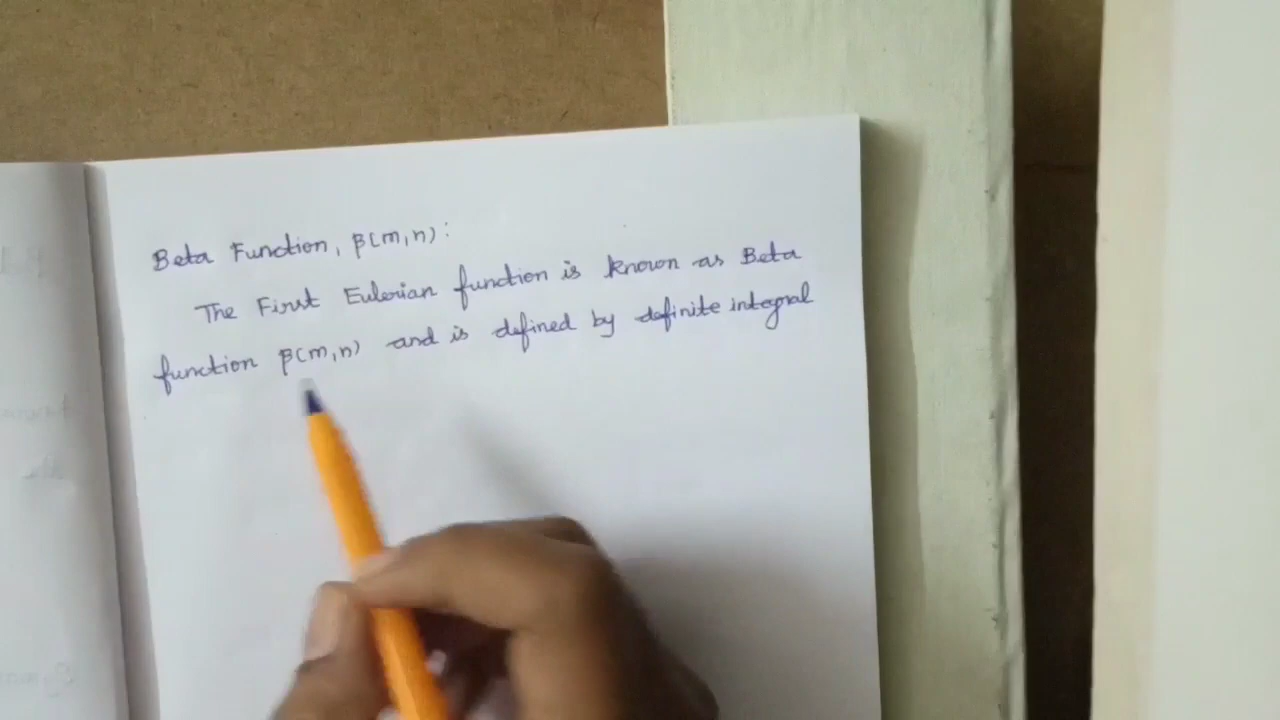 Beta Function, β(m,n):
The First Eulerian function is known as Beta
function β(m,n) and is defined by definite integral